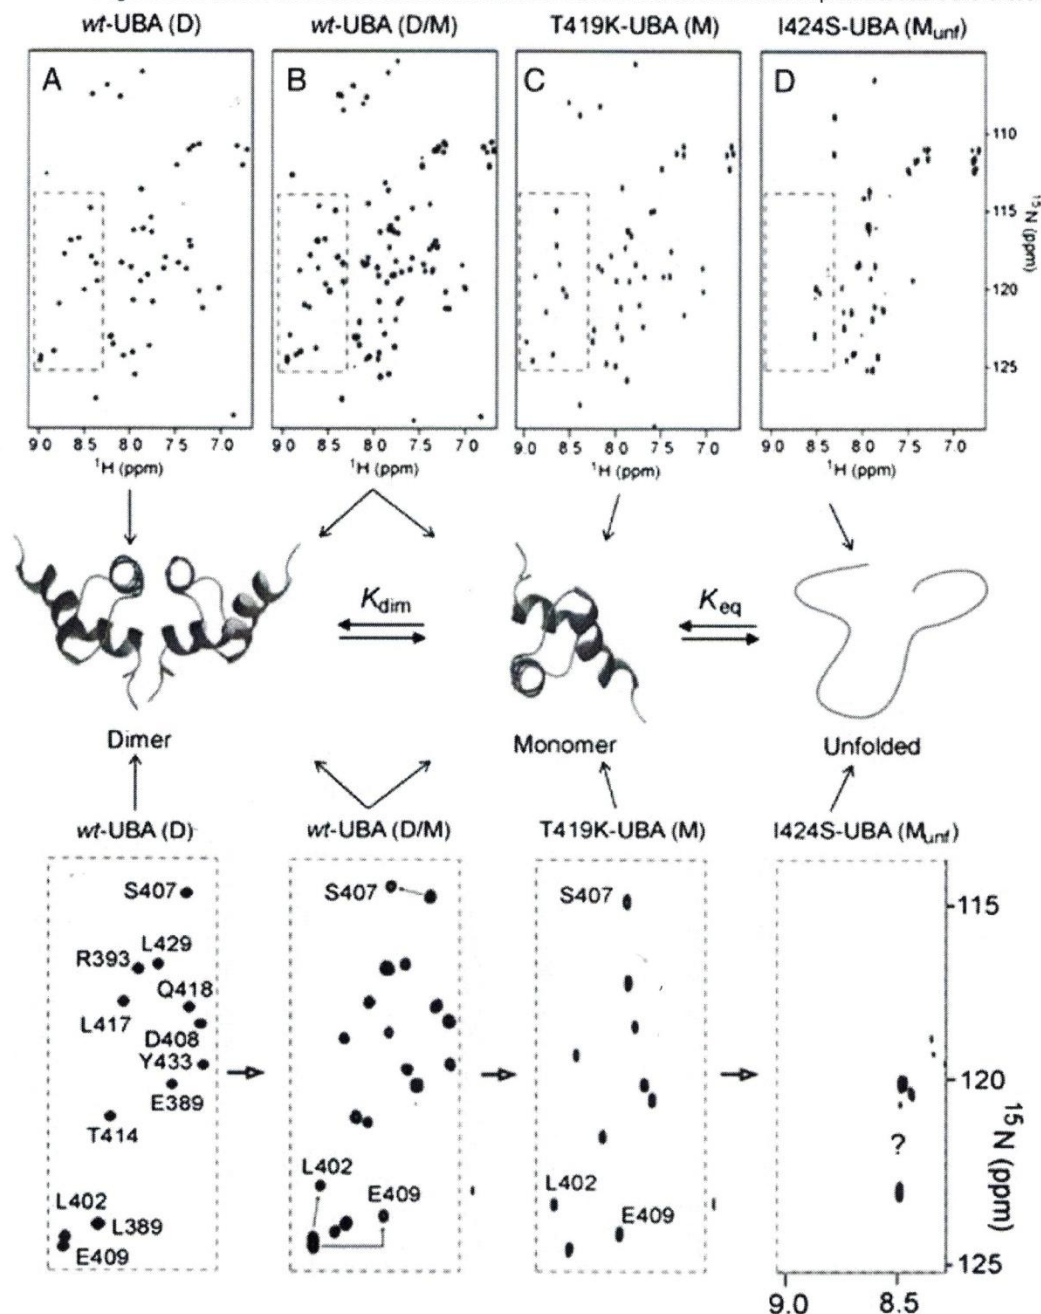 wt-UBA (D)
wt-UBA (D/M)
T419K-UBA (M)
I424S-UBA (Munf)
A
B
C
D
110
115
120
125
15N (ppm)
9.0 8.5 8.0 7.5 7.0
9.0 8.5 8.0 7.5 7.0
9.0 8.5 8.0 7.5 7.0
9.0 8.5 8.0 7.5 7.0
1H (ppm)
1H (ppm)
1H (ppm)
1H (ppm)
Kdim
Keq
Dimer
Monomer
Unfolded
wt-UBA (D)
wt-UBA (D/M)
T419K-UBA (M)
I424S-UBA (Munf)
S407
R393
L429
Q418
L417
D408
Y433
E389
T414
L402
L389
E409
S407
L402
E409
S407
L402
E409
?
115
120
125
15N (ppm)
9.0 8.5